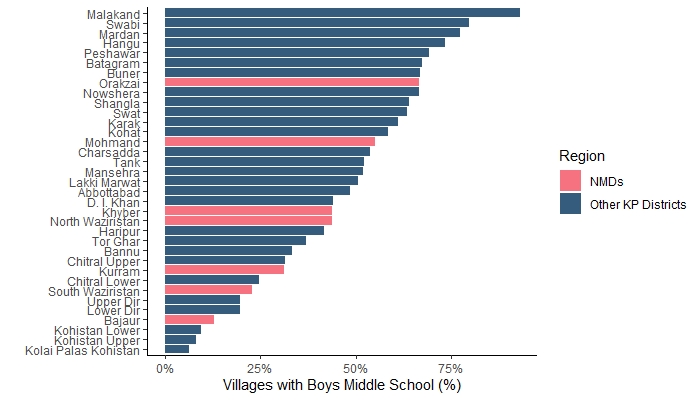 Malakand
Swabi
Mardan
Hangu
Peshawar
Batagram
Buner
Orakzai
Nowshera
Shangla
Swat
Karak
Kohat
Mohmand
Charsadda
Tank
Mansehra
Lakki Marwat
Abbottabad
D. I. Khan
Khyber
North Waziristan
Haripur
Tor Ghar
Bannu
Chitral Upper
Kurram
Chitral Lower
South Waziristan
Upper Dir
Lower Dir
Bajaur
Kohistan Lower
Kohistan Upper
Kolai Palas Kohistan
0% 25% 50% 75%
Villages with Boys Middle School (%)
Region
NMDs
Other KP Districts